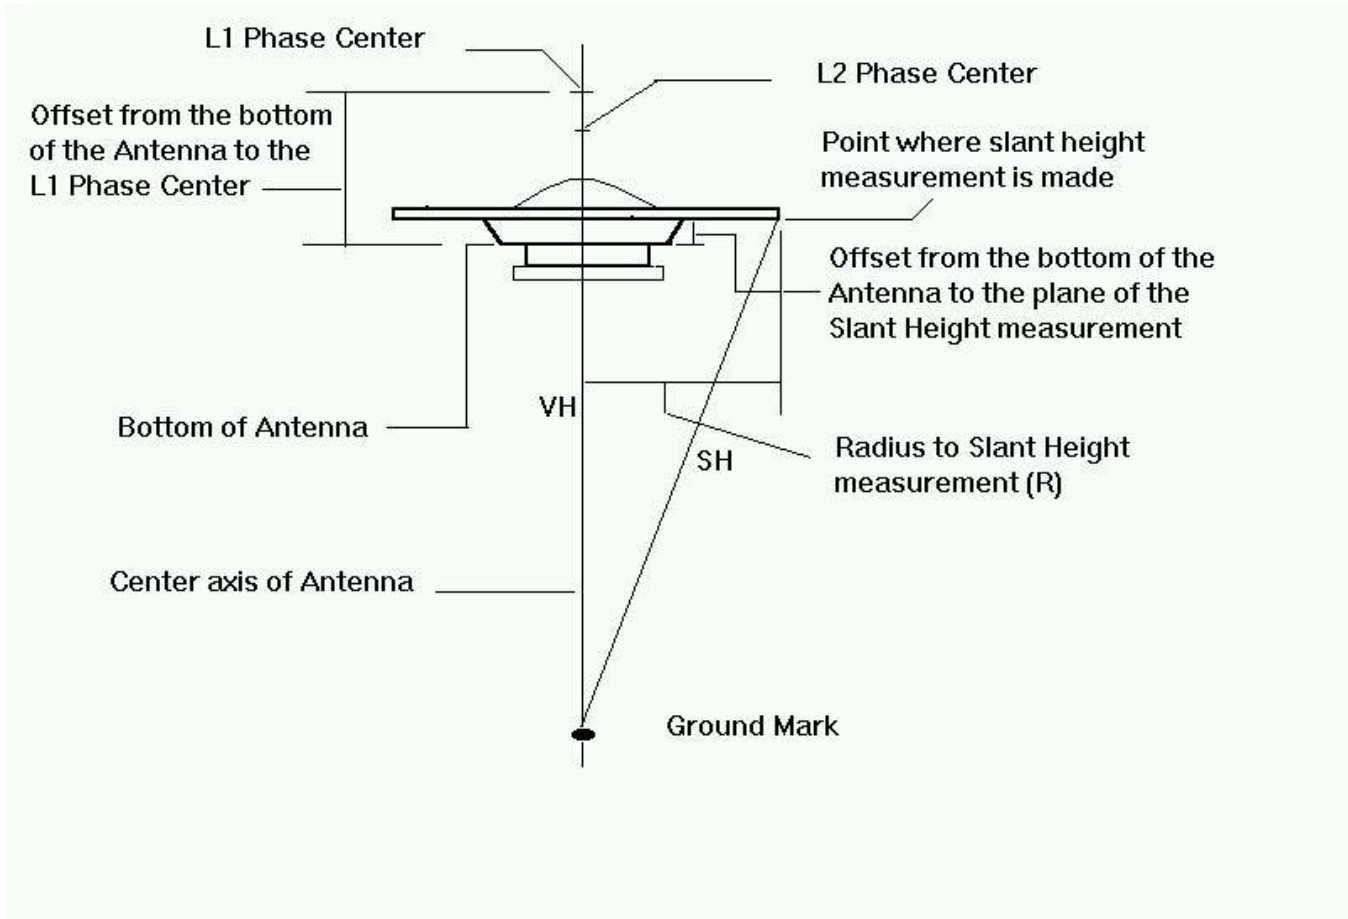 L1 Phase Center
L2 Phase Center
Offset from the bottom
of the Antenna to the
L1 Phase Center
Point where slant height
measurement is made
Offset from the bottom of the
Antenna to the plane of the
Slant Height measurement
VH
Bottom of Antenna
SH
Radius to Slant Height
measurement (R)
Center axis of Antenna
Ground Mark